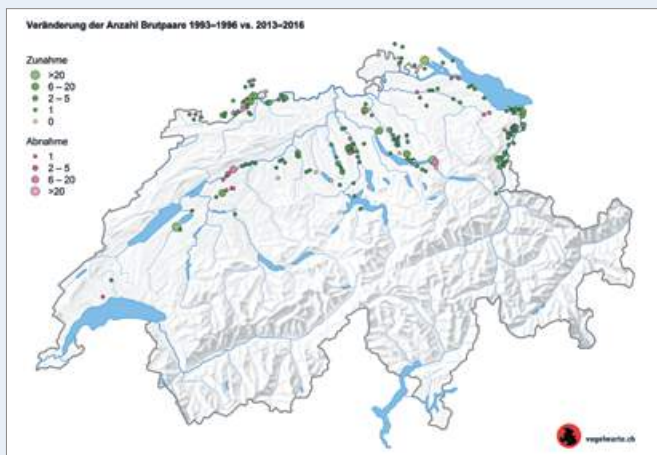 Veränderung der Anzahl Brutpaare 1993–1996 vs. 2013–2016
Zunahme
>20
6 – 20
2 – 5
1
0
Abnahme
1
2 – 5
6 – 20
>20
vogelwarte.ch